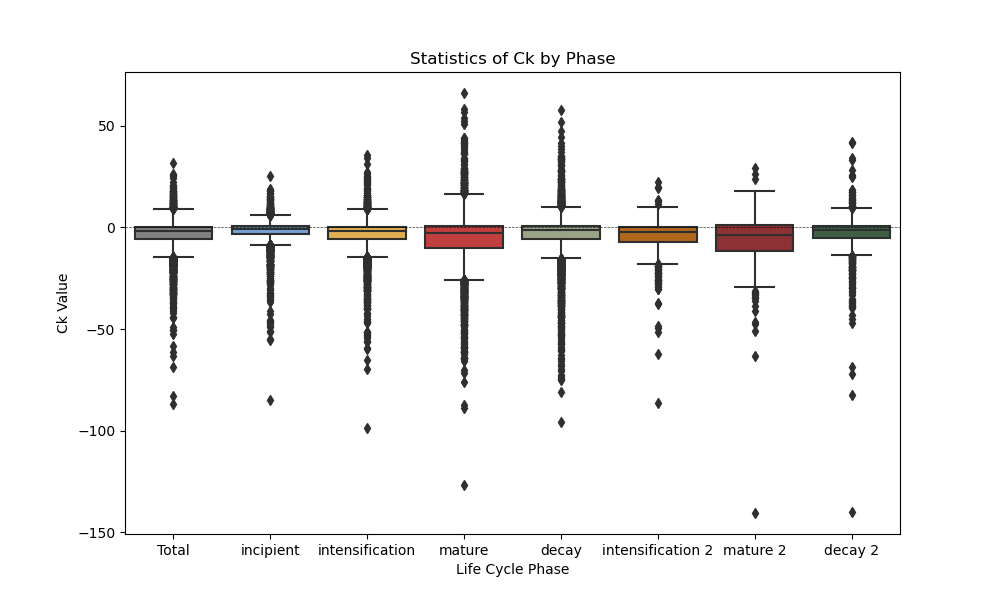 Statistics of Ck by Phase
Ck Value
50
0
−50
−100
−150
Total incipient intensification mature decay intensification 2 mature 2 decay 2
Life Cycle Phase